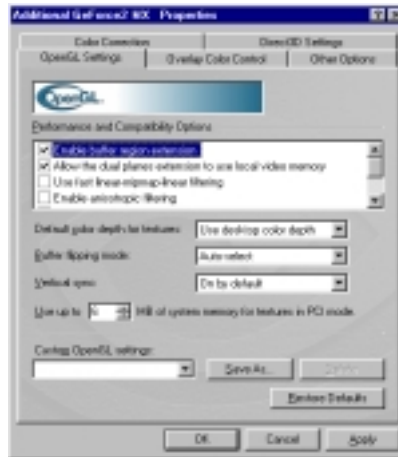 Additional GeForce2 MX Properties
Color Correction
Direct3D Settings
OpenGL Settings
Overlay Color Control
Other Options
OpenGL.
Performance and Compatibility Options
Enable buffer region extension
Allow the dual planes extension to use local video memory
Use fast linear-mipmap-linear filtering
Enable anisotropic filtering
Default color depth for textures:
Use desktop color depth
Buffer flipping mode:
Auto-select
Vertical sync:
On by default
Use up to
MB of system memory for textures in PCI mode.
Custom OpenGL settings:
Save As...
Delete
Restore Defaults
OK
Cancel
Apply